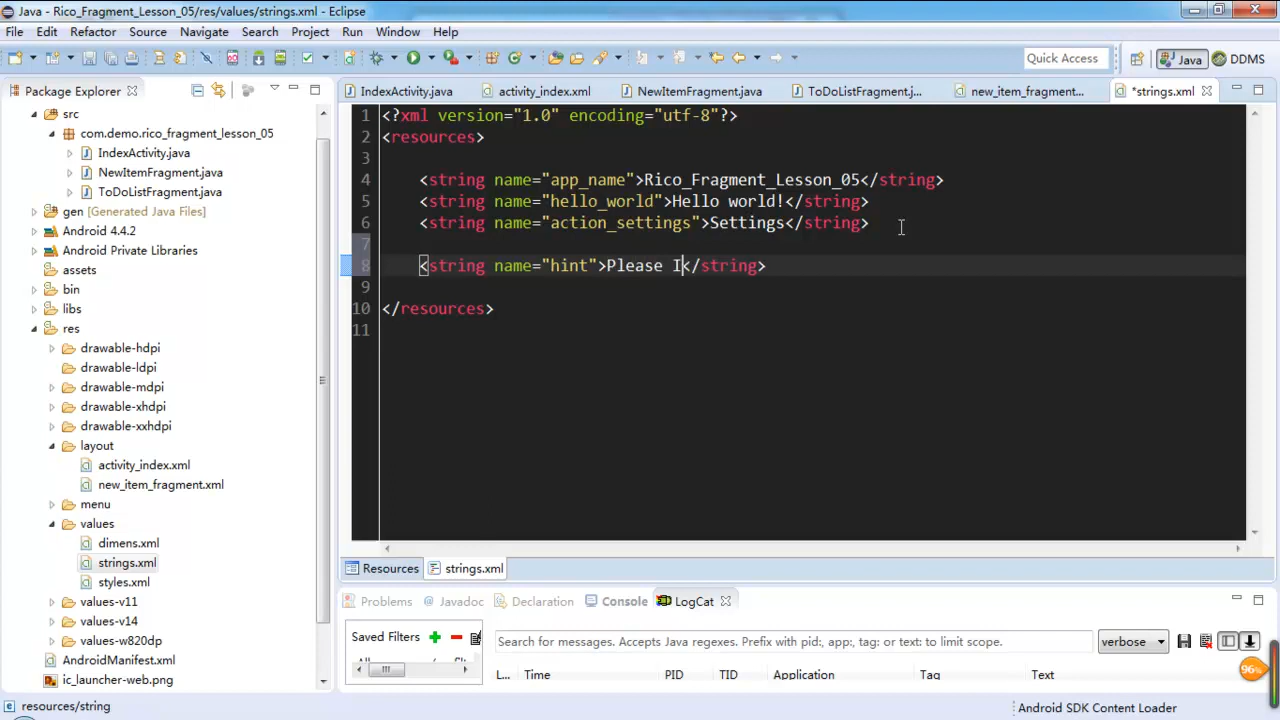 Java - Rico_Fragment_Lesson_05/res/values/strings.xml - Eclipse
File Edit Refactor Source Navigate Search Project Run Window Help
Quick Access Java DDMS
Package Explorer
src
com.demo.rico_fragment_lesson_05
IndexActivity.java
NewItemFragment.java
ToDoListFragment.java
gen [Generated Java Files]
Android 4.4.2
Android Private Libraries
assets
bin
libs
res
drawable-hdpi
drawable-ldpi
drawable-mdpi
drawable-xhdpi
drawable-xxhdpi
layout
activity_index.xml
new_item_fragment.xml
menu
values
dimens.xml
strings.xml
styles.xml
values-v11
values-v14
values-w820dp
AndroidManifest.xml
ic_launcher-web.png
IndexActivity.java activity_index.xml NewItemFragment.java ToDoListFragment.j... new_item_fragment... *strings.xml
1 <?xml version="1.0" encoding="utf-8"?>
2 <resources>
3
4 <string name="app_name">Rico_Fragment_Lesson_05</string>
5 <string name="hello_world">Hello world!</string>
6 <string name="action_settings">Settings</string>
7
8 <string name="hint">Please I</string>
9
10 </resources>
11
Resources strings.xml
Problems Javadoc Declaration Console LogCat
Saved Filters
Search for messages. Accepts Java regexes. Prefix with pid:, app:, tag: or text: to limit scope.
verbose
L... Time PID TID Application Tag Text
96%
resources/string
Android SDK Content Loader